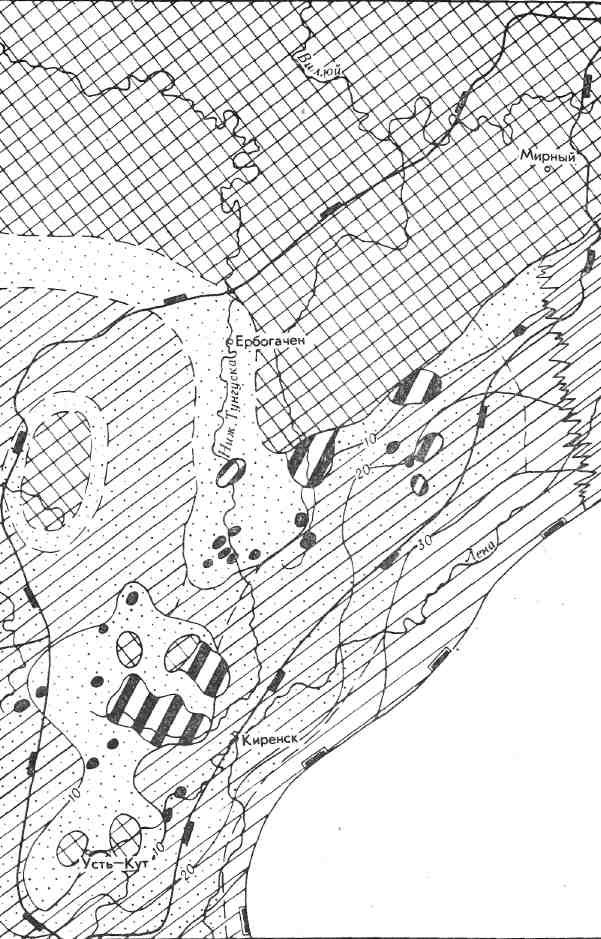 Вилюй
Мирный
Ербогачен
Ниж Тунгуска
10
20
30
Лена
Киренск
10
10
Усть-Кут
20